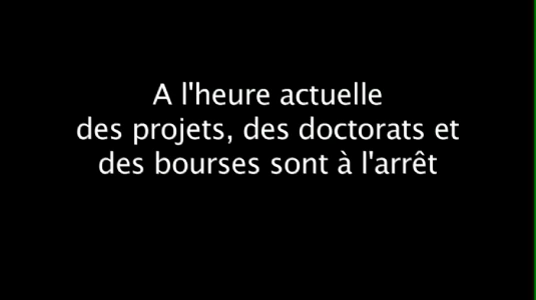 A l'heure actuelle
des projets, des doctorats et
des bourses sont à l'arrêt